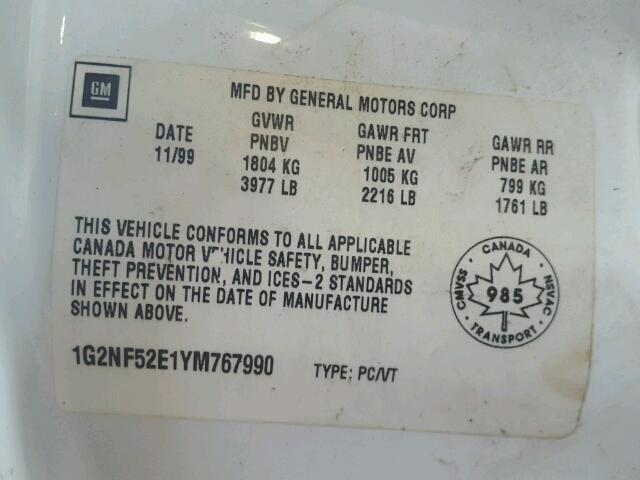 GM
MFD BY GENERAL MOTORS CORP
DATE GVWR GAWR FRT GAWR RR
11/99 PNBV PNBE AV PNBE AR
1804 KG 1005 KG 799 KG
3977 LB 2216 LB 1761 LB
THIS VEHICLE CONFORMS TO ALL APPLICABLE
CANADA MOTOR VEHICLE SAFETY, BUMPER,
THEFT PREVENTION, AND ICES-2 STANDARDS
IN EFFECT ON THE DATE OF MANUFACTURE
SHOWN ABOVE.
CANADA
CMVSS 985 NSVAC
TRANSPORT
1G2NF52E1YM767990 TYPE; PC/VT